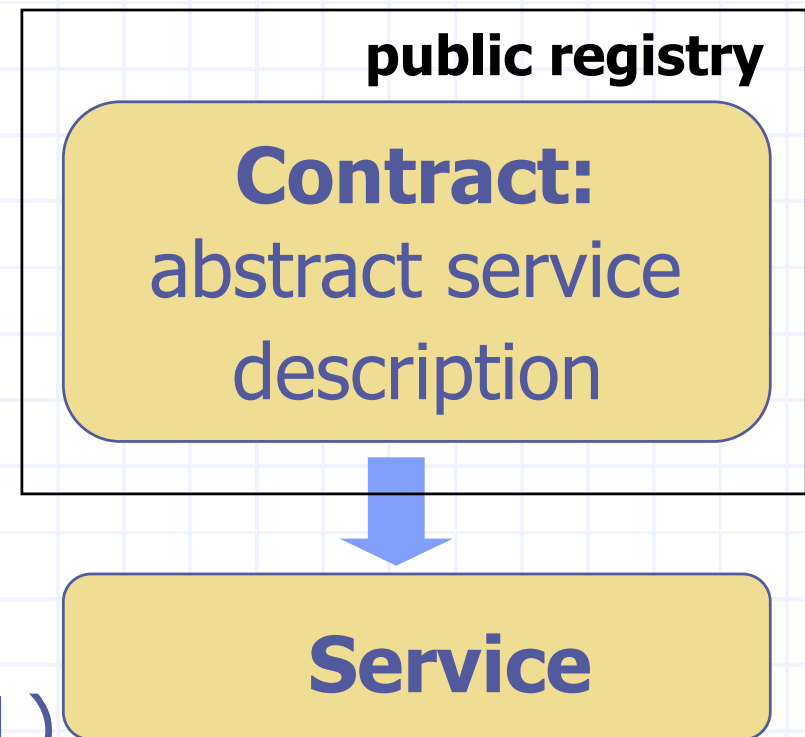 public registry
Contract:
abstract service
description
Service
)